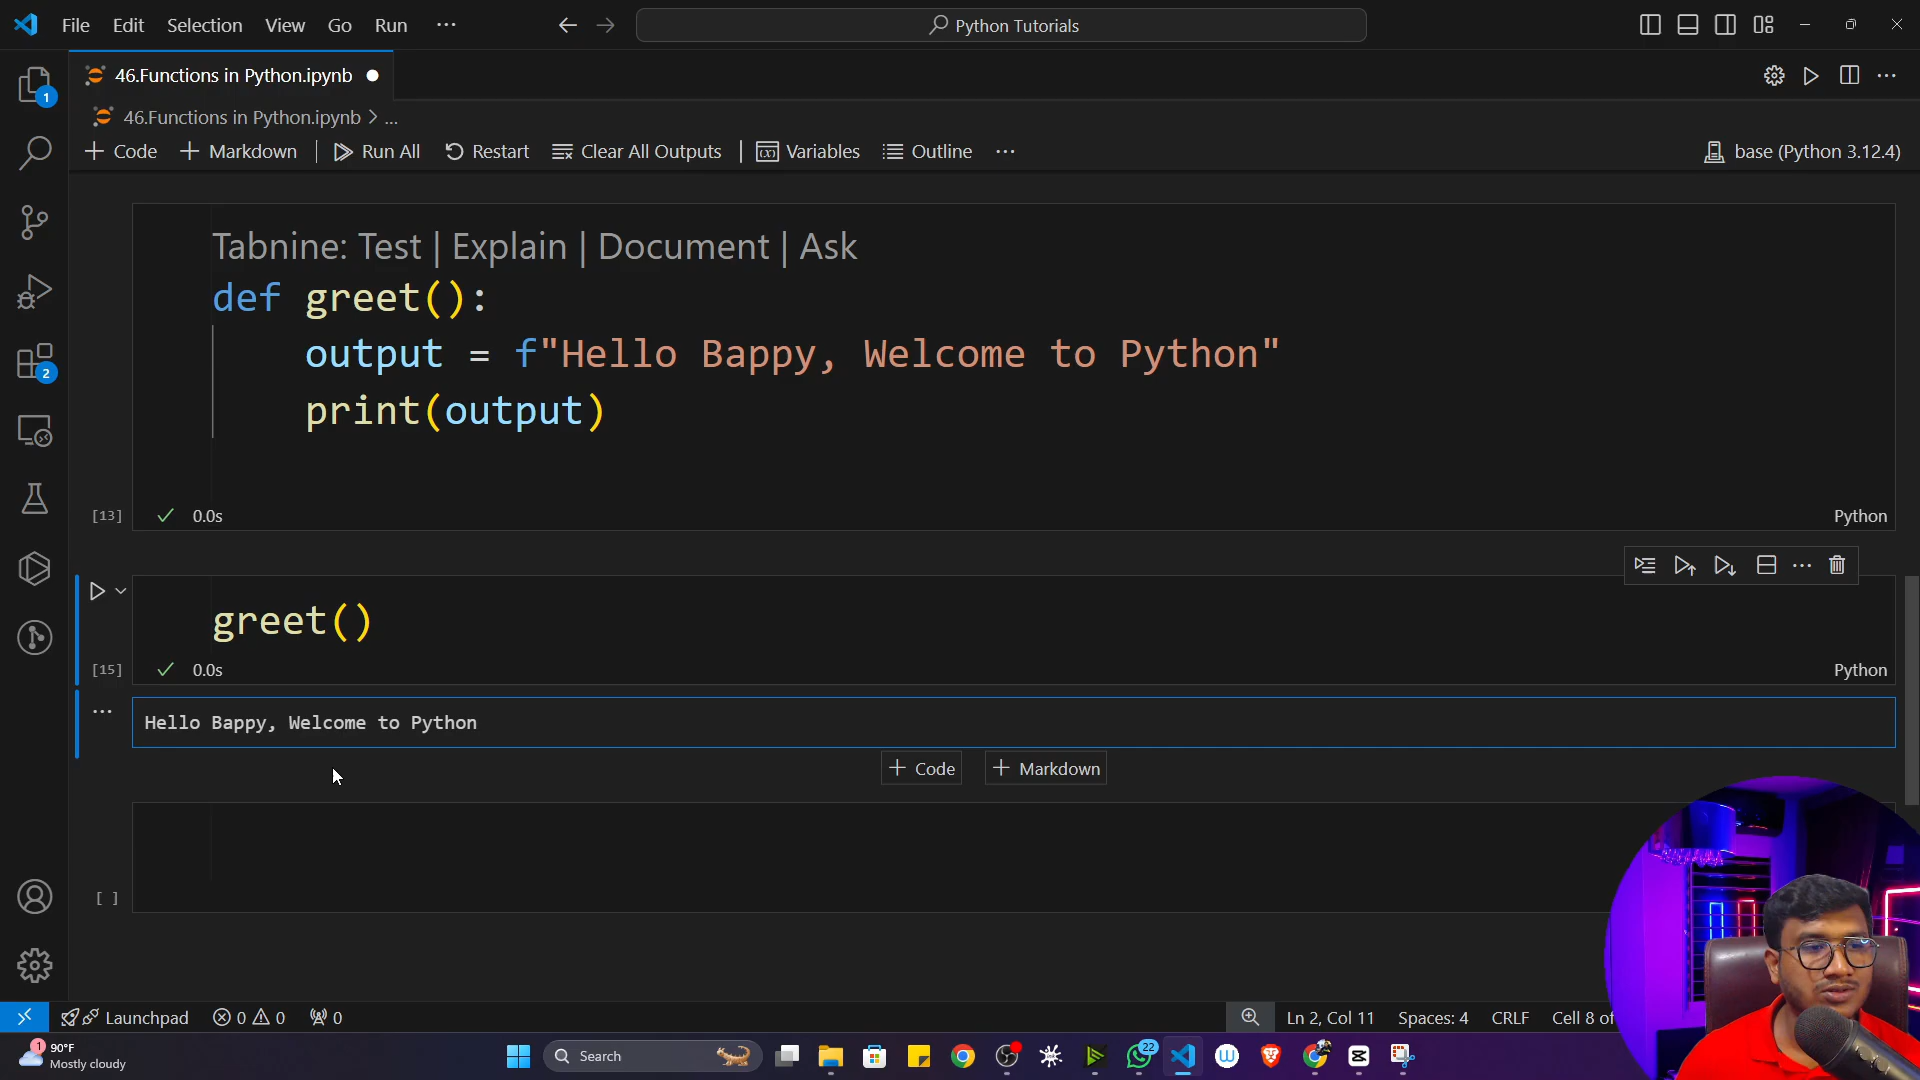 File Edit Selection View Go Run ...
Python Tutorials
46.Functions in Python.ipynb
1
46.Functions in Python.ipynb > ...
+ Code + Markdown | Run All Restart Clear All Outputs | Variables Outline ...
base (Python 3.12.4)
Tabnine: Test | Explain | Document | Ask
def greet():
output = f"Hello Bappy, Welcome to Python"
print(output)
2
[13] 0.0s Python
greet()
[15] 0.0s Python
... Hello Bappy, Welcome to Python
+ Code + Markdown
[ ]
Launchpad 0 0 0
Ln 2, Col 11 Spaces: 4 CRLF Cell 8 of
1 90°F
Mostly cloudy
Search
22